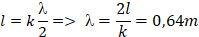 l = k λ/2 => λ = 2l/k = 0,64m